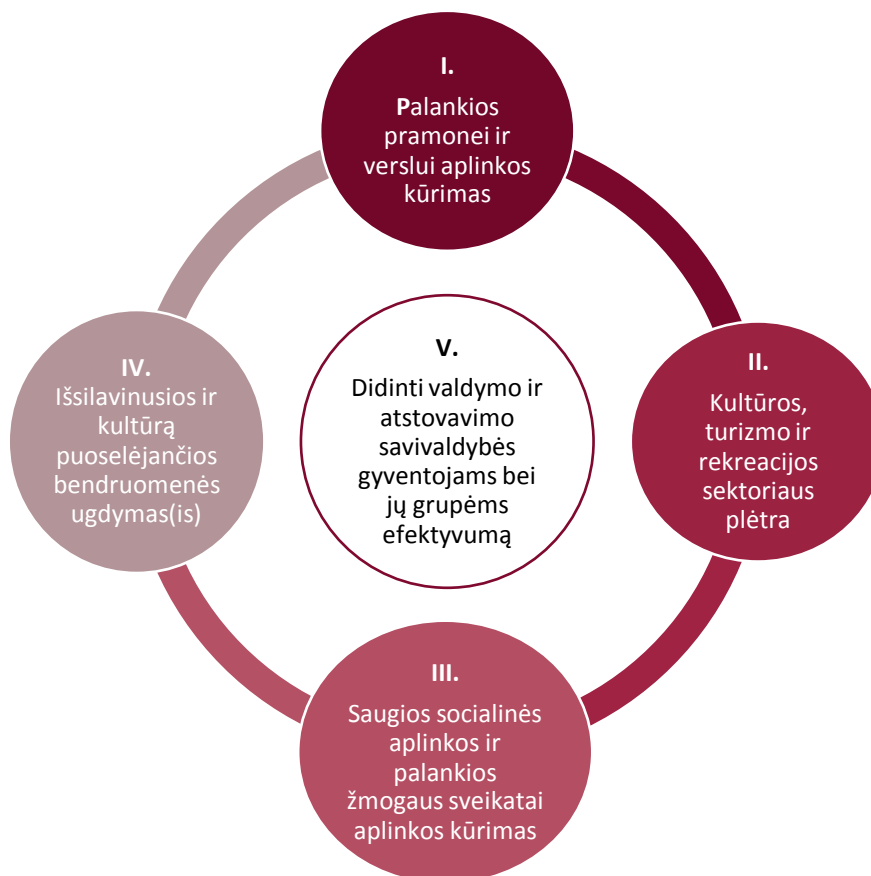 I.
Palankios
pramonei ir
verslui aplinkos
kūrimas
II.
Kultūros,
turizmo ir
rekreacijos
sektoriaus
plėtra
III.
Saugios socialinės
aplinkos ir
palankios
žmogaus sveikatai
aplinkos kūrimas
IV.
Išsilavinusios ir
kultūrą
puoselėjančios
bendruomenės
ugdymas(is)
V.
Didinti valdymo ir
atstovavimo
savivaldybės
gyventojams bei
jų grupėms
efektyvumą